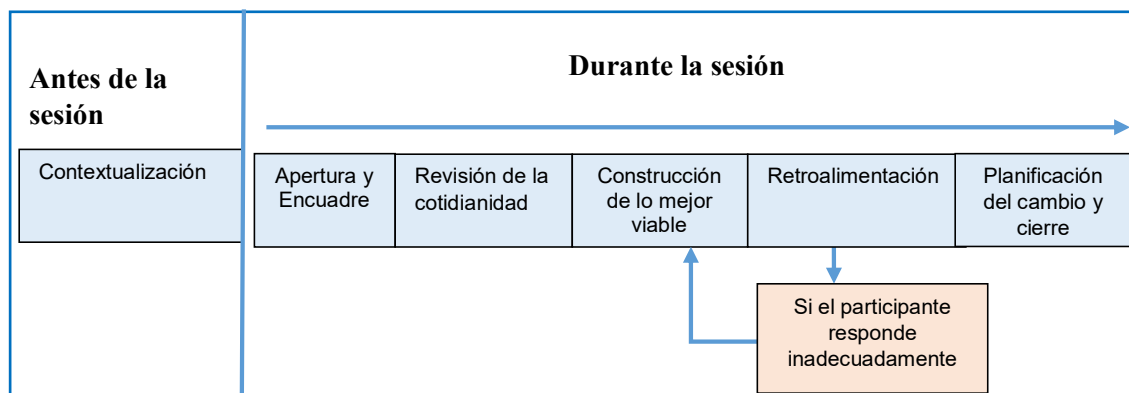 Antes de la
sesión
Durante la sesión
Contextualización
Apertura y
Encuadre
Revisión de la
cotidianidad
Construcción
de lo mejor
viable
Retroalimentación
Planificación
del cambio y
cierre
Si el participante
responde
inadecuadamente